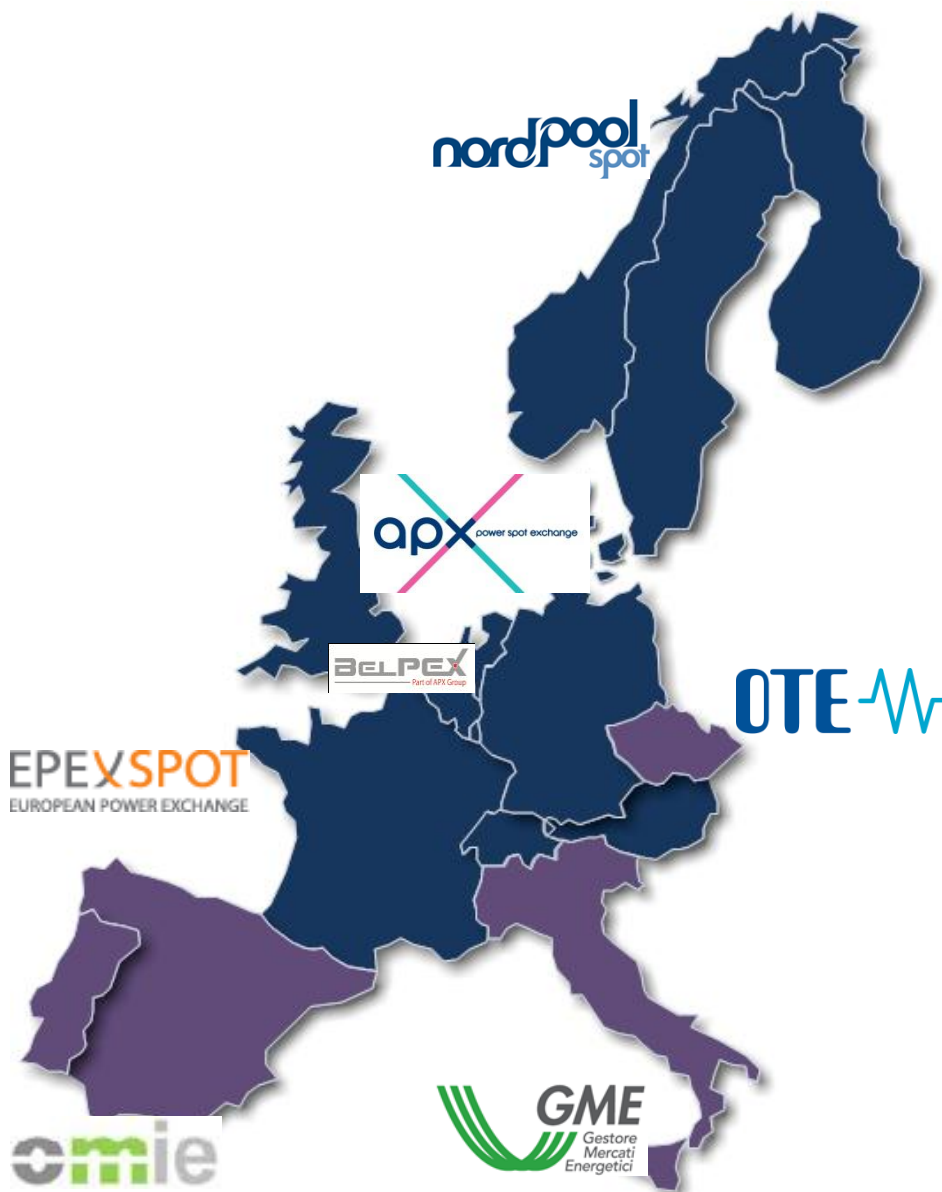 nordpool
spot
apx power spot exchange
BELPEX
Part of APX Group
OTE
EPEXSPOT
EUROPEAN POWER EXCHANGE
GME
Gestore
Mercati
Energetici
omie